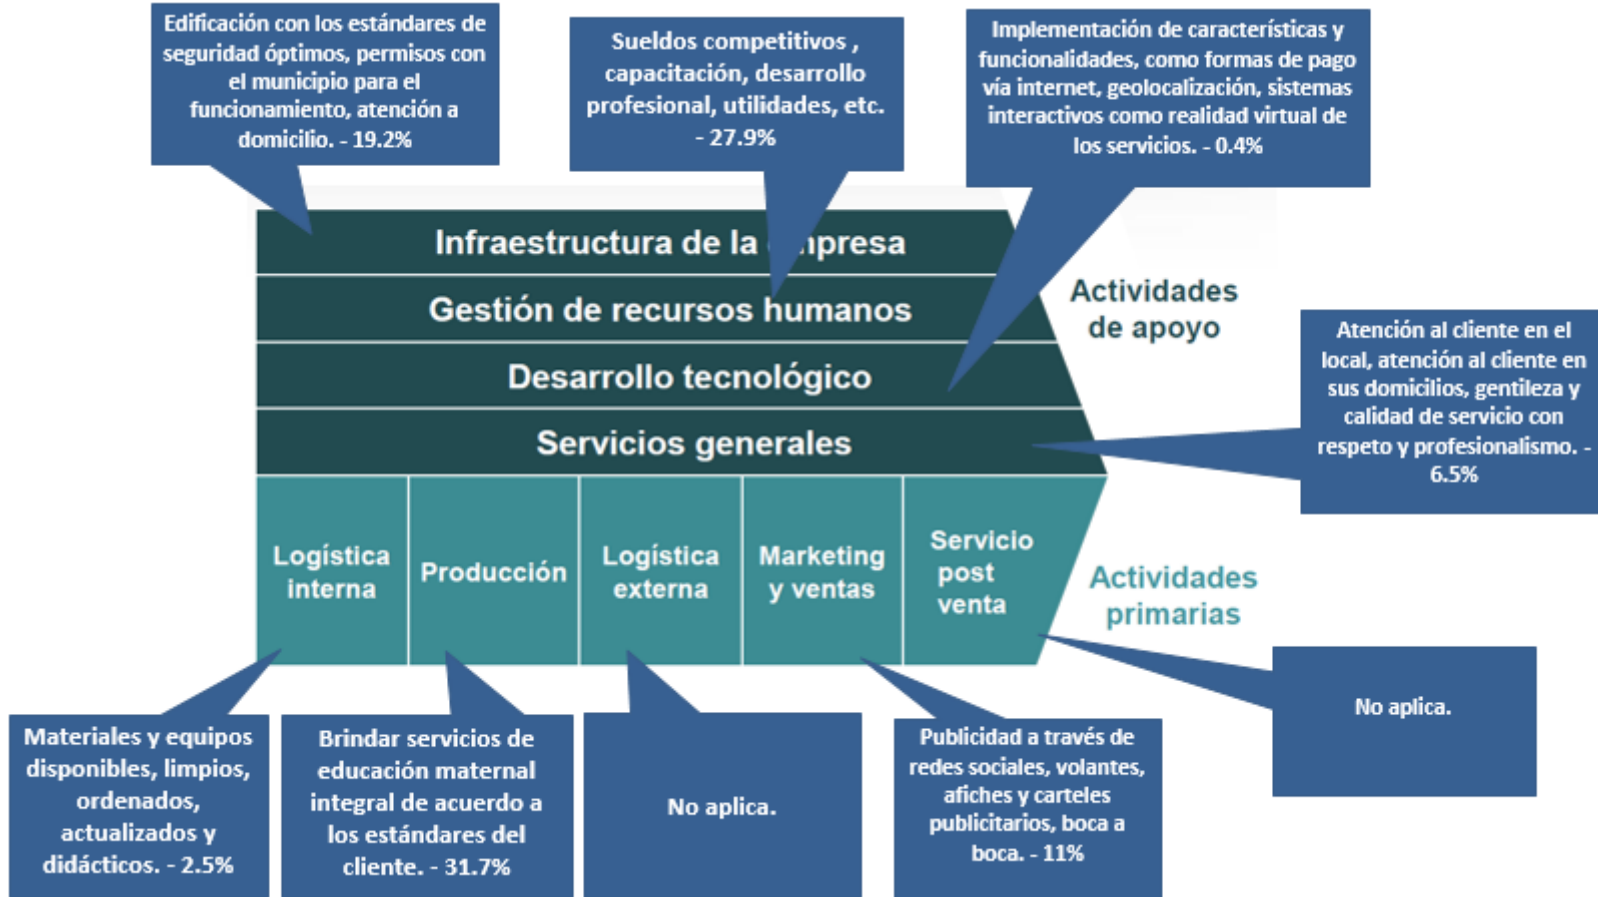 Edificación con los estándares de
seguridad óptimos, permisos con
el municipio para el
funcionamiento, atención a
domicilio. - 19.2%
Sueldos competitivos ,
capacitación, desarrollo
profesional, utilidades, etc.
- 27.9%
Implementación de características y
funcionalidades, como formas de pago
vía internet, geolocalización, sistemas
interactivos como realidad virtual de
los servicios. - 0.4%
Infraestructura de la empresa
Gestión de recursos humanos
Desarrollo tecnológico
Servicios generales
Actividades
de apoyo
Atención al cliente en el
local, atención al cliente en
sus domicilios, gentileza y
calidad de servicio con
respeto y profesionalismo. -
6.5%
Logística
interna
Producción
Logística
externa
Marketing
y ventas
Servicio
post
venta
Actividades
primarias
Materiales y equipos
disponibles, limpios,
ordenados,
actualizados y
didácticos. - 2.5%
Brindar servicios de
educación maternal
integral de acuerdo a
los estándares del
cliente. - 31.7%
No aplica.
Publicidad a través de
redes sociales, volantes,
afiches y carteles
publicitarios, boca a
boca. - 11%
No aplica.